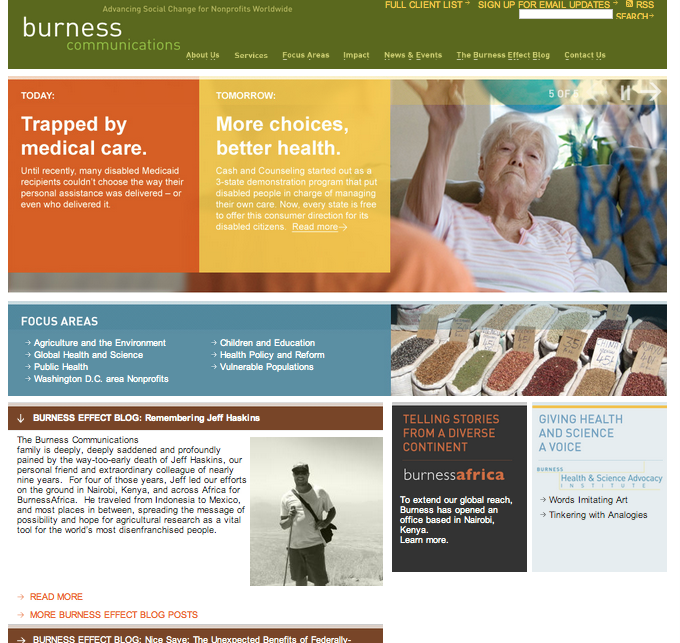 Advancing Social Change for Nonprofits Worldwide
FULL CLIENT LIST
SIGN UP FOR EMAIL UPDATES
RSS
SEARCH
burness
communications
About Us
Services
Focus Areas
Impact
News & Events
The Burness Effect Blog
Contact Us
TODAY:
Trapped by
medical care.
Until recently, many disabled Medicaid
recipients couldn't choose the way their
personal assistance was delivered – or
even who delivered it.
TOMORROW:
More choices,
better health.
Cash and Counseling started out as a
3-state demonstration program that put
disabled people in charge of managing
their own care. Now, every state is free
to offer this consumer direction for its
disabled citizens. Read more
5 OF
FOCUS AREAS
Agriculture and the Environment
Global Health and Science
Public Health
Washington D.C. area Nonprofits
Children and Education
Health Policy and Reform
Vulnerable Populations
BURNESS EFFECT BLOG: Remembering Jeff Haskins
The Burness Communications
family is deeply, deeply saddened and profoundly
pained by the way-too-early death of Jeff Haskins, our
personal friend and extraordinary colleague of nearly
nine years. For four of those years, Jeff led our efforts
on the ground in Nairobi, Kenya, and across Africa for
BurnessAfrica. He traveled from Indonesia to Mexico,
and most places in between, spreading the message of
possibility and hope for agricultural research as a vital
tool for the world's most disenfranchised people.
READ MORE
MORE BURNESS EFFECT BLOG POSTS
BURNESS EFFECT BLOG: Nice Save: The Unexpected Benefits of Federally-
TELLING STORIES
FROM A DIVERSE
CONTINENT
burnessafrica
To extend our global reach,
Burness has opened an
office based in Nairobi,
Kenya.
Learn more.
GIVING HEALTH
AND SCIENCE
A VOICE
BURNESS
Health & Science Advocacy
INSTITUTE
Words Imitating Art
Tinkering with Analogies